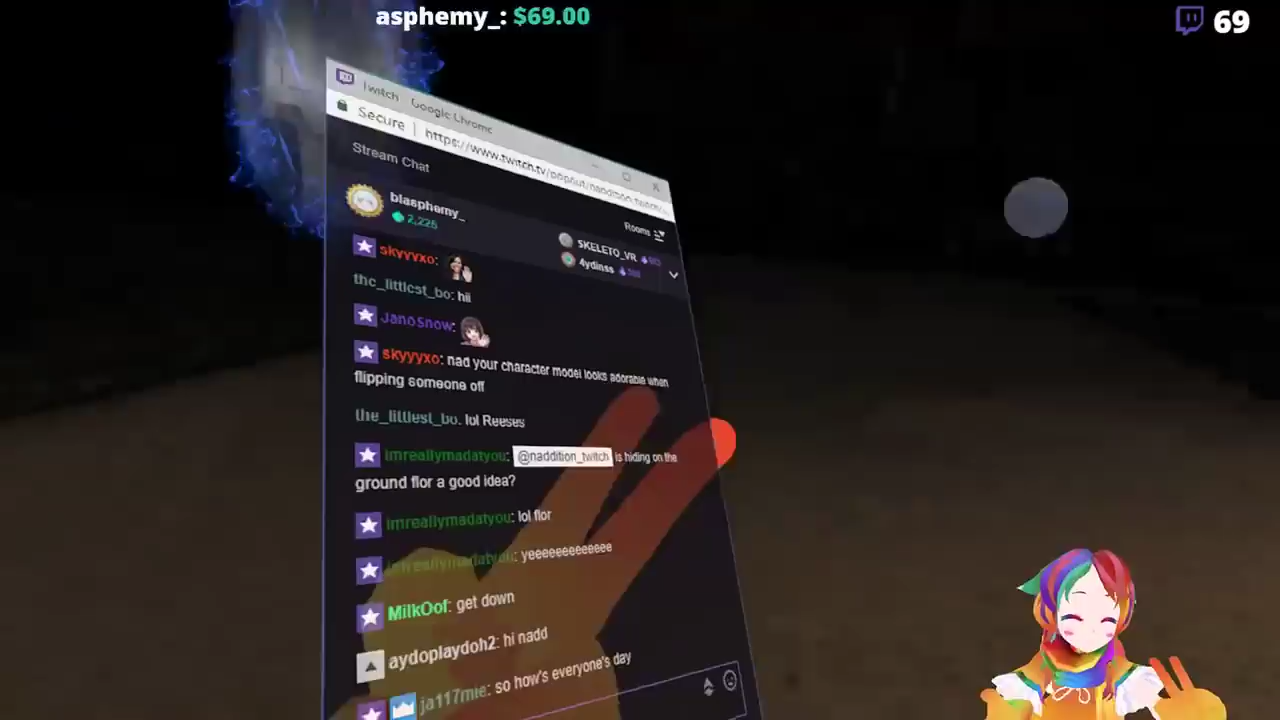 asphemy_: $69.00
69
Twitch - Google Chrome
Secure | https://www.twitch.tv/popout/naddition_twitch/...
Stream Chat
blasphemy_
2,225
Rooms
SKELETO_VR
4ydinss
skyyyxo:
the_littlest_bo: hii
JanoSnow:
skyyyxo: nad your character model looks adorable when
flipping someone off
the_littlest_bo: lol Reeses
imreallymadatyou: @naddition_twitch is hiding on the
ground flor a good idea?
imreallymadatyou: lol flor
imreallymadatyou: yeeeeeeeeeeeee
MilkOof: get down
aydoplaydoh2: hi nadd
ja117mie: so how's everyone's day